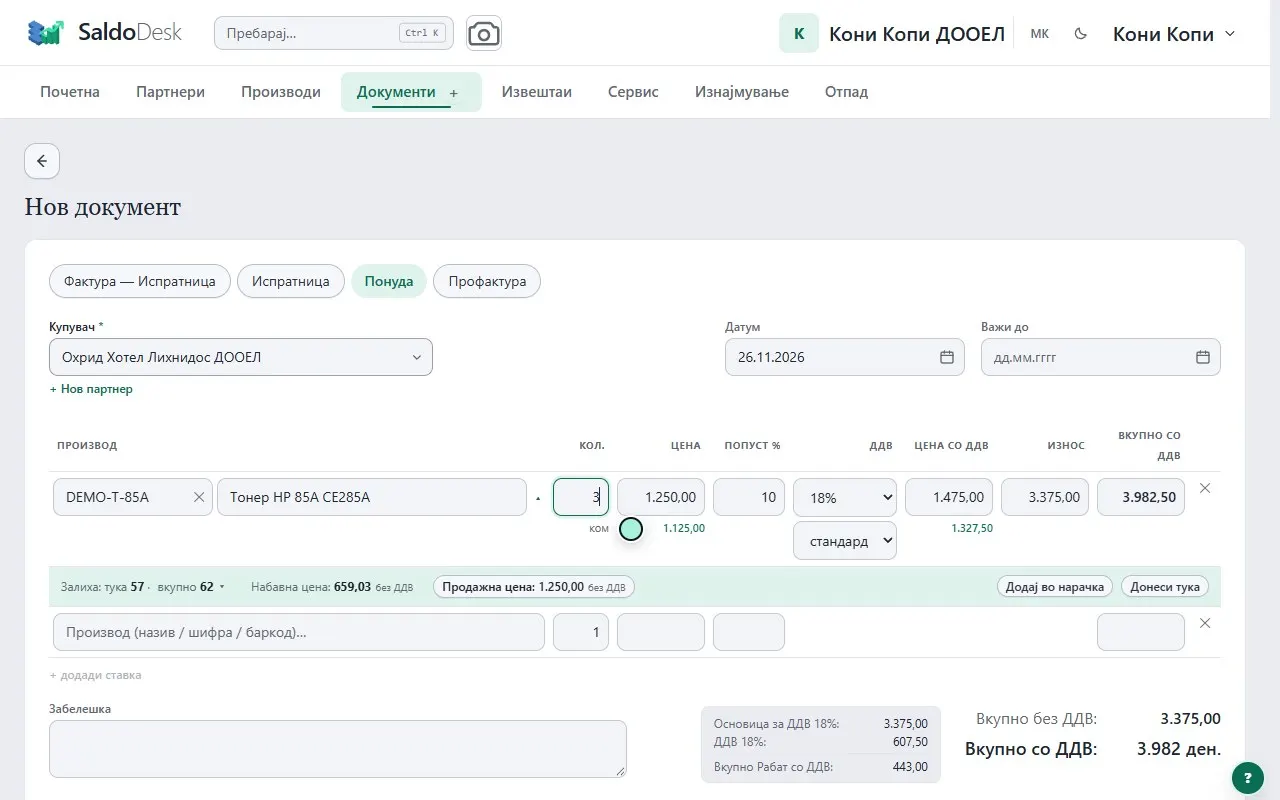 SaldoDesk
Пребарај... Ctrl K
К Кони Копи ДООЕЛ МК Кони Копи
Почетна Партнери Производи Документи + Извештаи Сервис Изнајмување Отпад
Нов документ
Фактура — Испратница Испратница Понуда Профактура
Купувач * Датум Важи до
Охрид Хотел Лихнидос ДООЕЛ 26.11.2026 дд.мм.гггг
+ Нов партнер
ПРОИЗВОД КОЛ. ЦЕНА ПОПУСТ % ДДВ ЦЕНА СО ДДВ ИЗНОС ВКУПНО СО
ДДВ
DEMO-T-85A Тонер HP 85A CE285A 3 1.250,00 10 18% 1.475,00 3.375,00 3.982,50
ком 1.125,00 1.327,50
стандард
Залиха: тука 57 · вкупно 62 Набавна цена: 659,03 без ДДВ Продажна цена: 1.250,00 без ДДВ Додај во нарачка Донеси тука
Производ (назив / шифра / баркод)... 1
+ додади ставка
Забелешка
Основица за ДДВ 18%: 3.375,00
ДДВ 18%: 607,50
Вкупно Рабат со ДДВ: 443,00
Вкупно без ДДВ: 3.375,00
Вкупно со ДДВ: 3.982 ден.
?